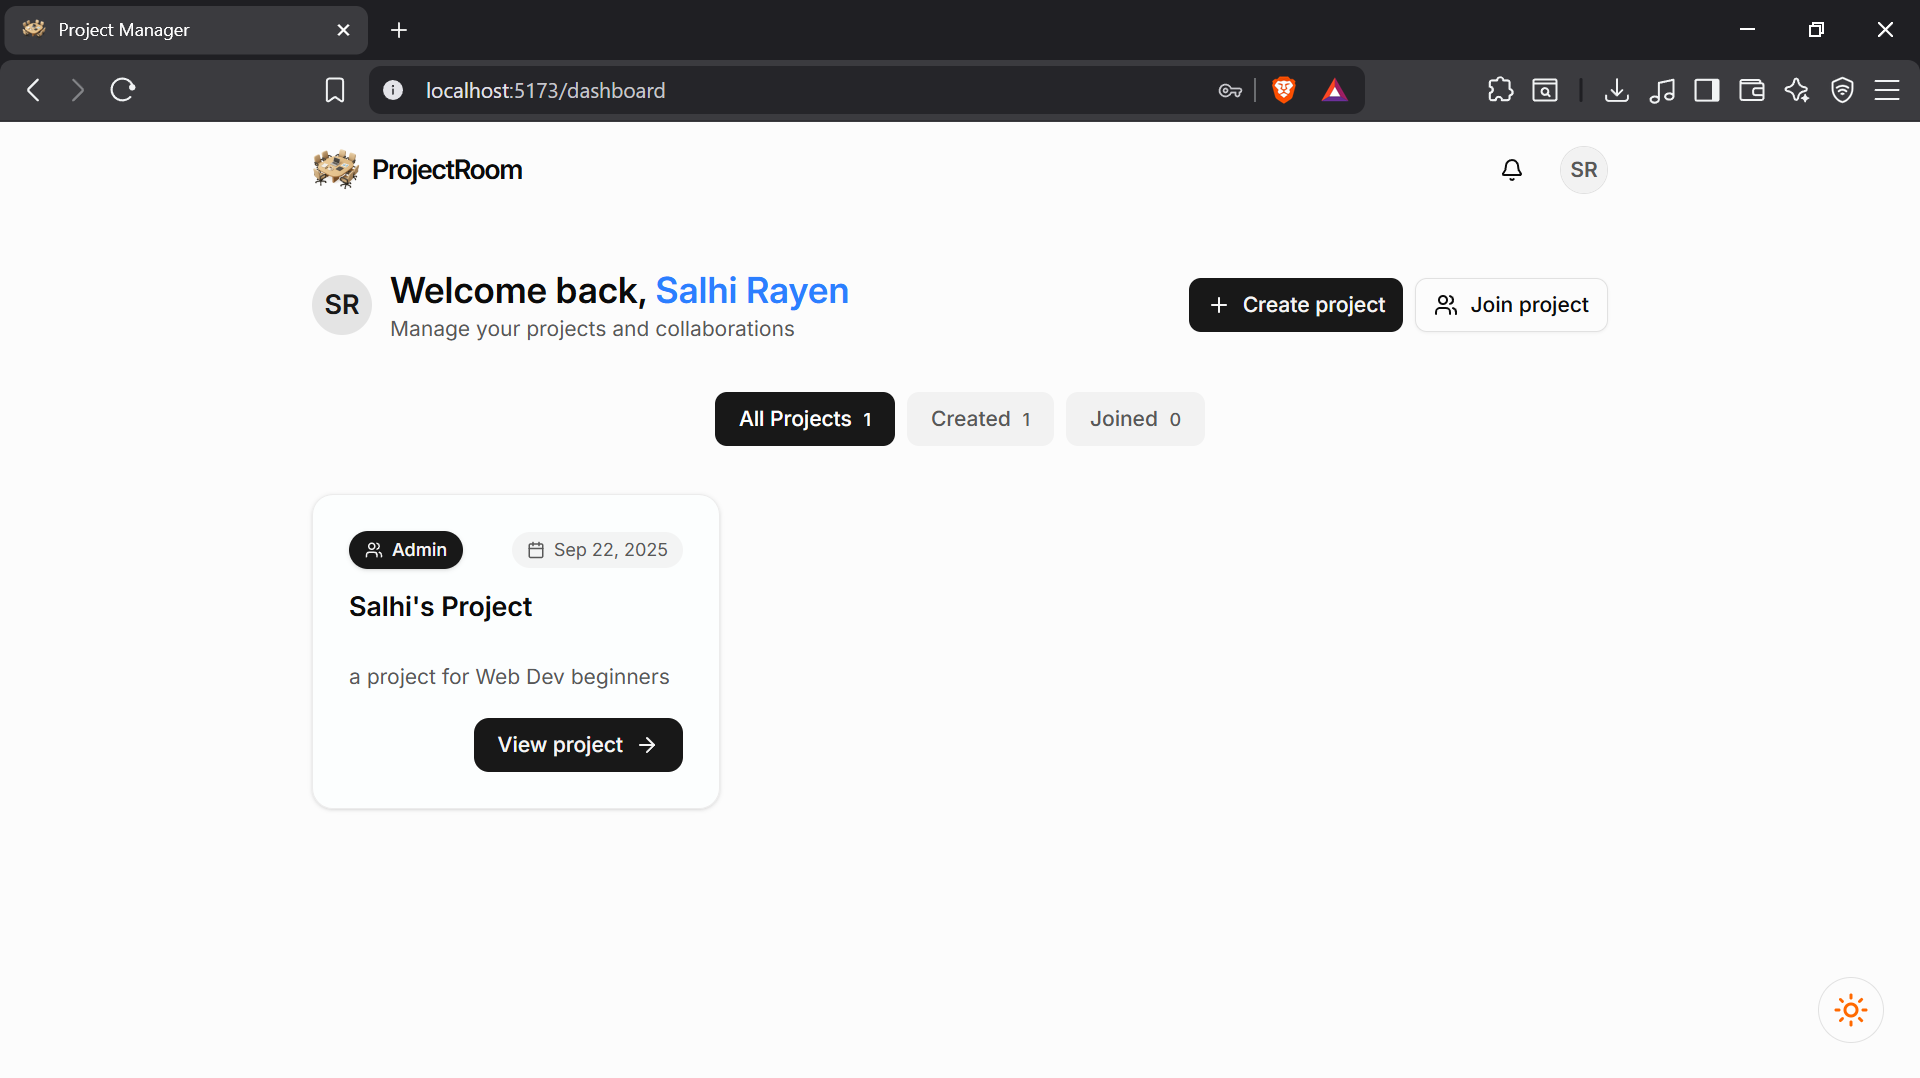 Project Manager
localhost:5173/dashboard
ProjectRoom
SR
SR
Welcome back, Salhi Rayen
Manage your projects and collaborations
Create project
Join project
All Projects 1
Created 1
Joined 0
Admin
Sep 22, 2025
Salhi's Project
a project for Web Dev beginners
View project